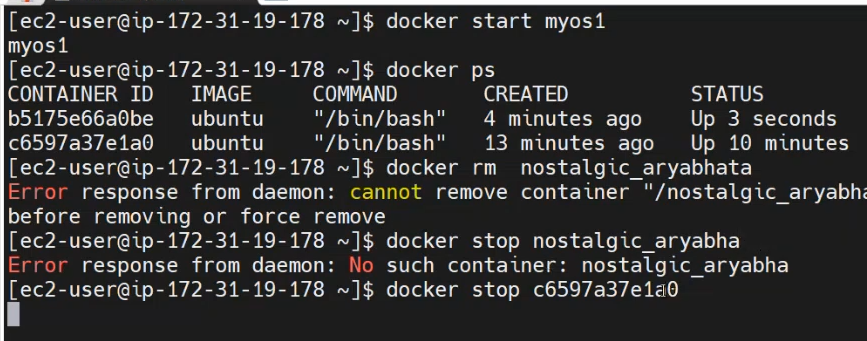 [ec2-user@ip-172-31-19-178 ~]$ docker start myos1
myos1
[ec2-user@ip-172-31-19-178 ~]$ docker ps
CONTAINER ID   IMAGE     COMMAND       CREATED          STATUS
b5175e66a0be   ubuntu    "/bin/bash"   4 minutes ago    Up 3 seconds
c6597a37e1a0   ubuntu    "/bin/bash"   13 minutes ago   Up 10 minutes
[ec2-user@ip-172-31-19-178 ~]$ docker rm  nostalgic_aryabhata
Error response from daemon: cannot remove container "/nostalgic_aryabha
before removing or force remove
[ec2-user@ip-172-31-19-178 ~]$ docker stop nostalgic_aryabha
Error response from daemon: No such container: nostalgic_aryabha
[ec2-user@ip-172-31-19-178 ~]$ docker stop c6597a37e1a0